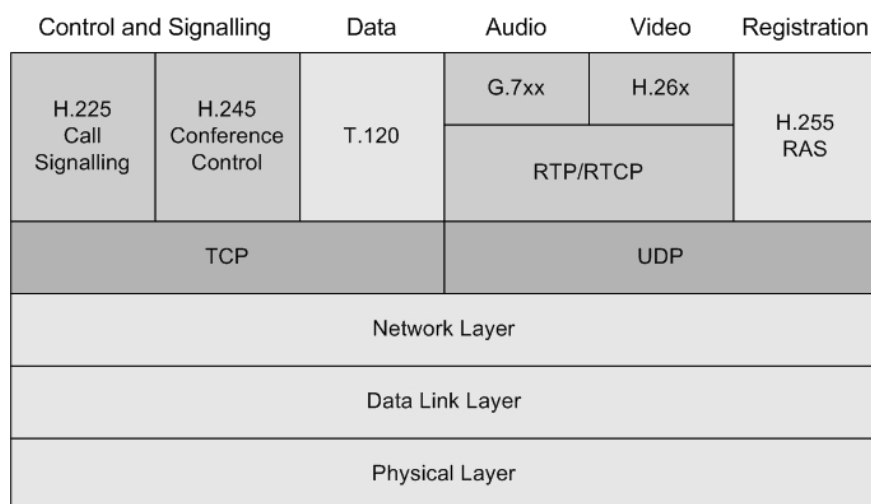 Control and Signalling Data Audio Video Registration
H.225
Call
Signalling
H.245
Conference
Control
T.120
G.7xx
H.26x
RTP/RTCP
H.255
RAS
TCP
UDP
Network Layer
Data Link Layer
Physical Layer